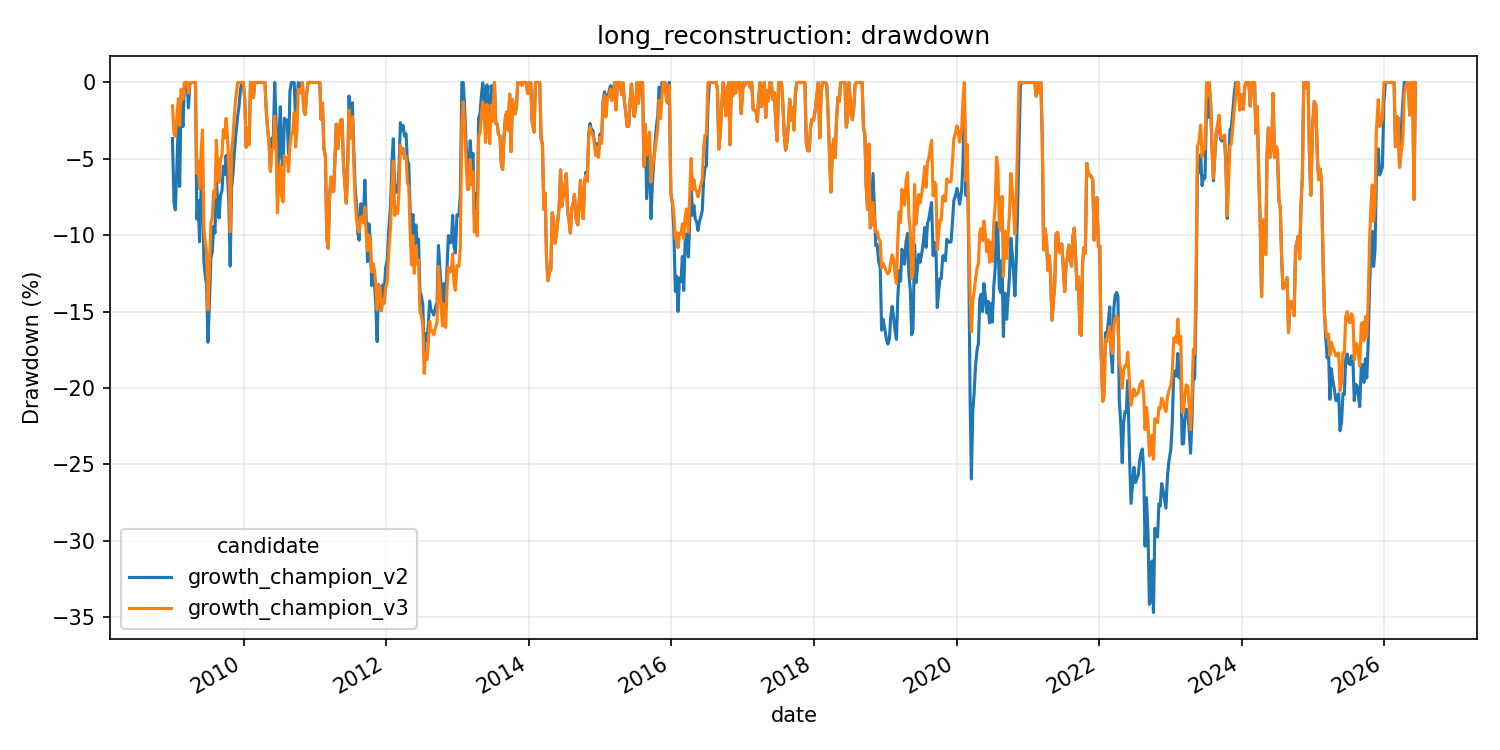 long_reconstruction: drawdown
Drawdown (%)
0
−5
−10
−15
−20
−25
−30
−35
candidate
growth_champion_v2
growth_champion_v3
2010
2012
2014
2016
2018
2020
2022
2024
2026
date